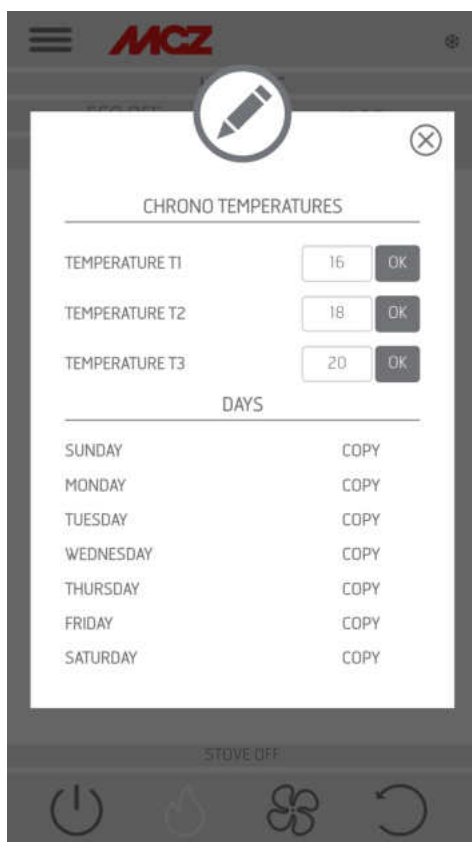 MCZ
CHRONO TEMPERATURES
TEMPERATURE T1 16 OK
TEMPERATURE T2 18 OK
TEMPERATURE T3 20 OK
DAYS
SUNDAY COPY
MONDAY COPY
TUESDAY COPY
WEDNESDAY COPY
THURSDAY COPY
FRIDAY COPY
SATURDAY COPY
STOVE OFF